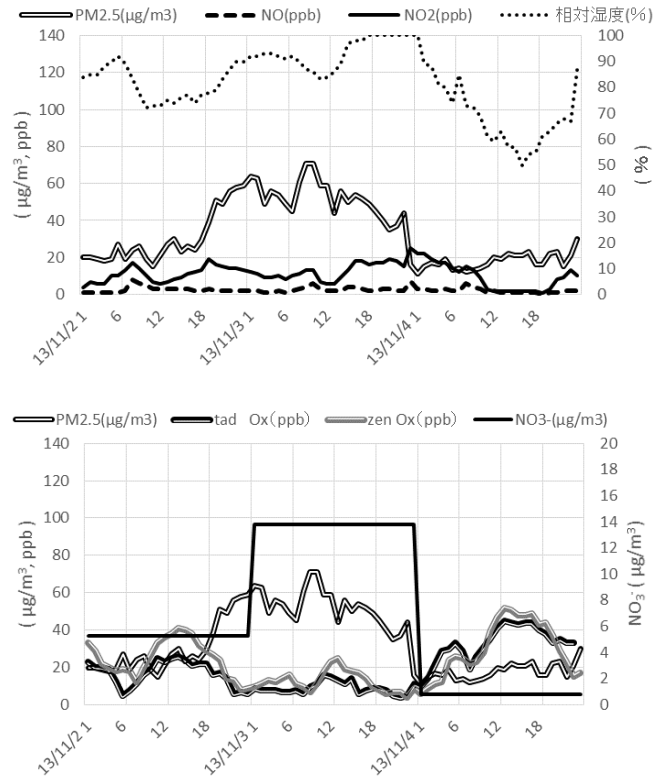 PM2.5(μg/m3) NO(ppb) NO2(ppb) 相対湿度(%)
140 100
120 90
100 80
80 70
60 60
40 50
20 40
0 30
20
10
0
( μg/m³, ppb )
( % )
13/11/2 1 6 12 18 13/11/3 1 6 12 18 13/11/4 1 6 12 18
PM2.5(μg/m3) tad Ox(ppb) zen Ox(ppb) NO3-(μg/m3)
140 20
120 18
100 16
80 14
60 12
40 10
20 8
0 6
4
2
0
( μg/m³, ppb )
NO₃⁻ ( μg/m³)
13/11/2 1 6 12 18 13/11/3 1 6 12 18 13/11/4 1 6 12 18